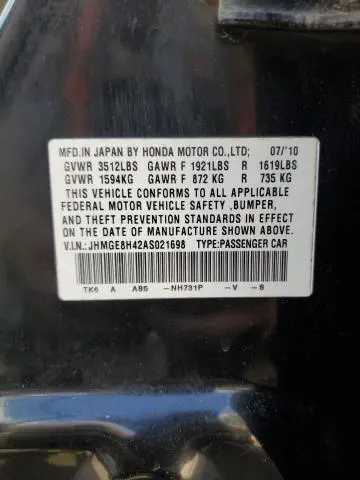 MFD.IN JAPAN BY HONDA MOTOR CO.,LTD; 07/'10
GVWR 3512LBS GAWR F 1921LBS R 1619LBS
GVWR 1594KG GAWR F 872 KG R 735 KG
THIS VEHICLE CONFORMS TO ALL APPLICABLE
FEDERAL MOTOR VEHICLE SAFETY ,BUMPER,
AND THEFT PREVENTION STANDARDS IN EFFECT
ON THE DATE OF MANUFACTURE SHOWN ABOVE.
V.I.N.: JHMGE8H42AS021698 TYPE:PASSENGER CAR
TK6 A A85 -NH731P -V -S